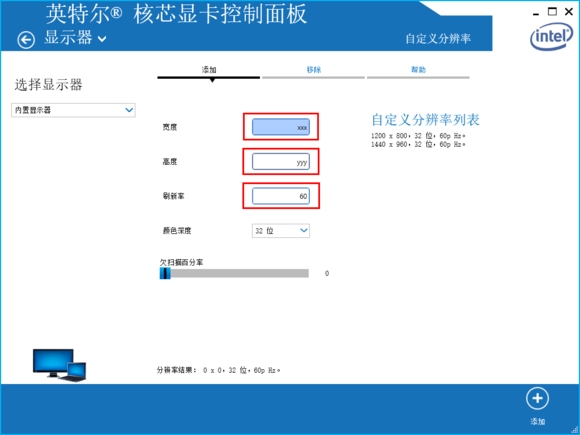 英特尔® 核芯显卡控制面板
显示器
自定义分辨率
intel
选择显示器
内置显示器
添加
移除
帮助
宽度
xxx
高度
yyy
刷新率
60
颜色深度
32 位
欠扫描百分率
0
自定义分辨率列表
1200 x 800，32 位，60p Hz。
1440 x 960，32 位，60p Hz。
分辨率结果： 0 x 0，32 位，60p Hz。
添加